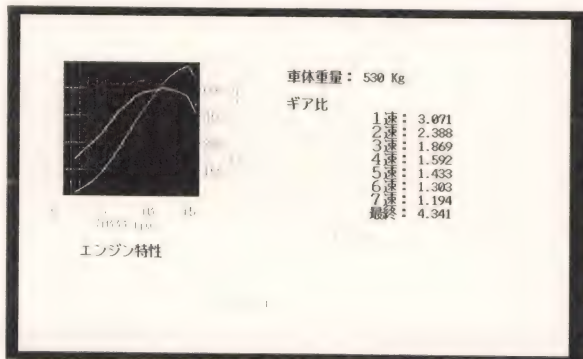 車体重量： 530 Kg
ギア比
1速： 3.071
2速： 2.388
3速： 1.869
4速： 1.592
5速： 1.433
6速： 1.303
7速： 1.194
最終： 4.341
エンジン特性